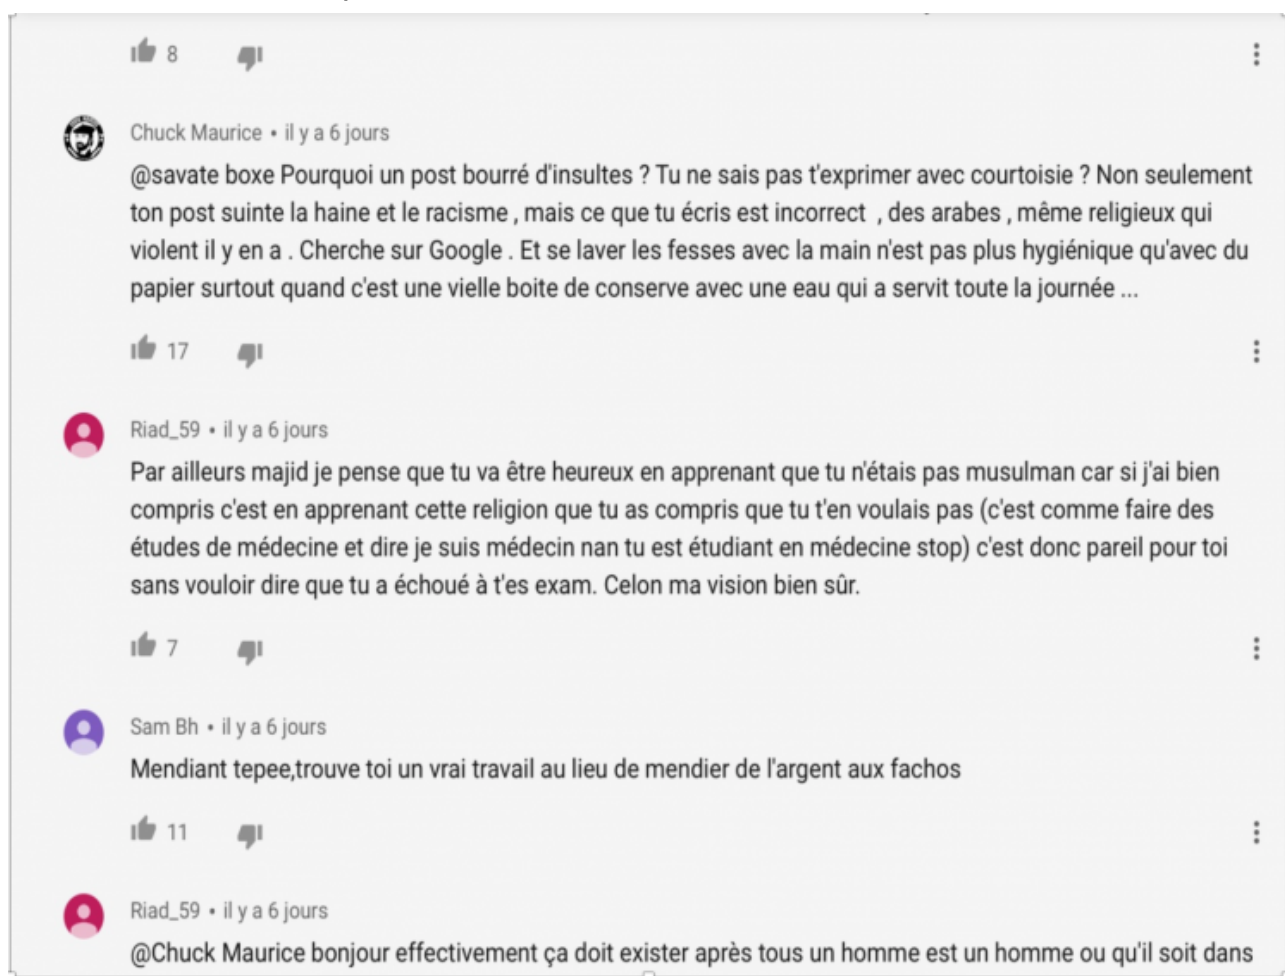 8
Chuck Maurice • il y a 6 jours
@savate boxe Pourquoi un post bourré d'insultes ? Tu ne sais pas t'exprimer avec courtoisie ? Non seulement
ton post suinte la haine et le racisme , mais ce que tu écris est incorrect , des arabes , même religieux qui
violent il y en a . Cherche sur Google . Et se laver les fesses avec la main n'est pas plus hygiénique qu'avec du
papier surtout quand c'est une vielle boite de conserve avec une eau qui a servit toute la journée ...
17
Riad_59 • il y a 6 jours
Par ailleurs majid je pense que tu va être heureux en apprenant que tu n'étais pas musulman car si j'ai bien
compris c'est en apprenant cette religion que tu as compris que tu t'en voulais pas (c'est comme faire des
études de médecine et dire je suis médecin nan tu est étudiant en médecine stop) c'est donc pareil pour toi
sans vouloir dire que tu a échoué à t'es exam. Celon ma vision bien sûr.
7
Sam Bh • il y a 6 jours
Mendiant tepee,trouve toi un vrai travail au lieu de mendier de l'argent aux fachos
11
Riad_59 • il y a 6 jours
@Chuck Maurice bonjour effectivement ça doit exister après tous un homme est un homme ou qu'il soit dans